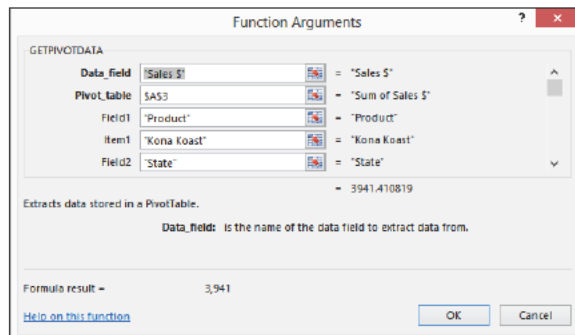 Function Arguments ? ×
GETPIVOTDATA
Data_field "Sales $" = "Sales $"
Pivot_table $A$3 = "Sum of Sales $"
Field1 "Product" = "Product"
Item1 "Kona Koast" = "Kona Koast"
Field2 "State" = "State"
= 3941.410819
Extracts data stored in a PivotTable.
Data_field: is the name of the data field to extract data from.
Formula result = 3,941
Help on this function OK Cancel